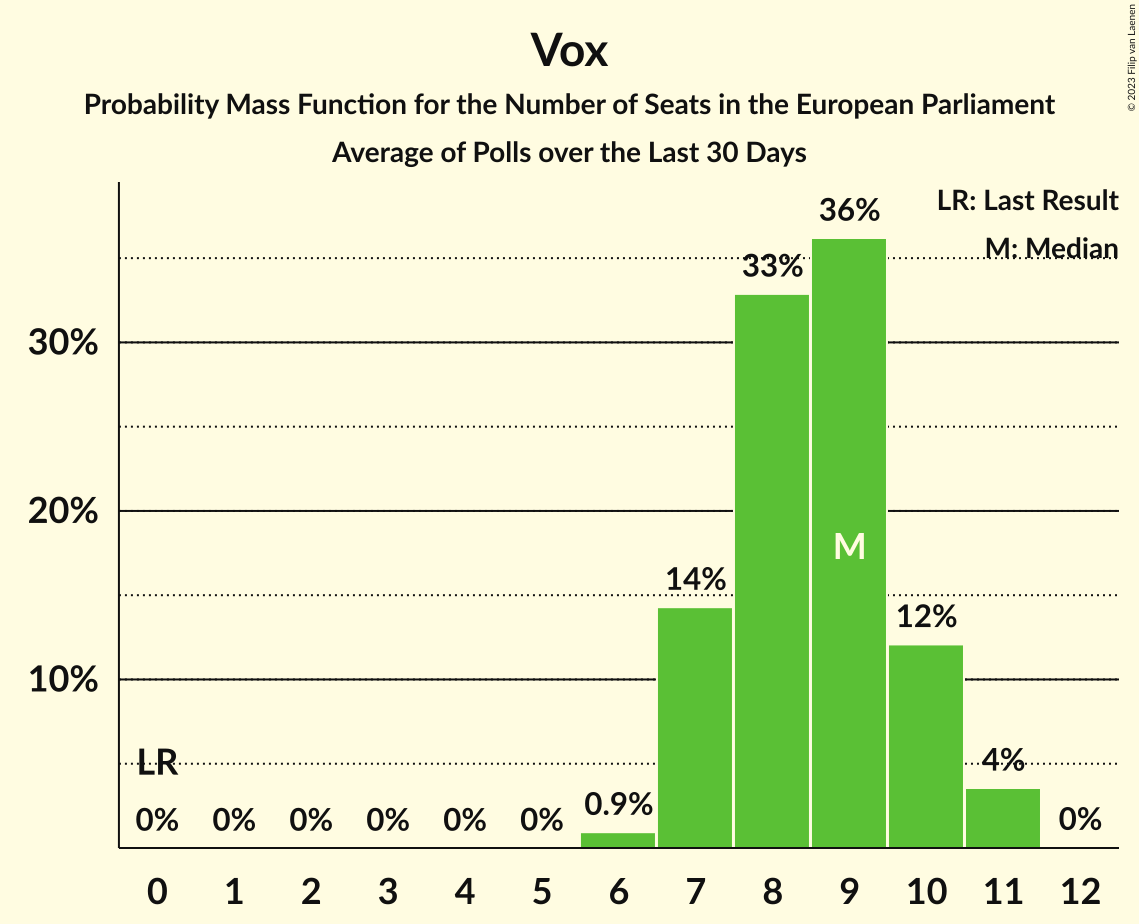 © 2023 Filip van Laenen
Vox
Probability Mass Function for the Number of Seats in the European Parliament
Average of Polls over the Last 30 Days
LR: Last Result
M: Median
36%
33%
30%
20%
M
14%
12%
10%
LR
4%
0% 0% 0% 0% 0% 0% 0.9% 0%
0 1 2 3 4 5 6 7 8 9 10 11 12